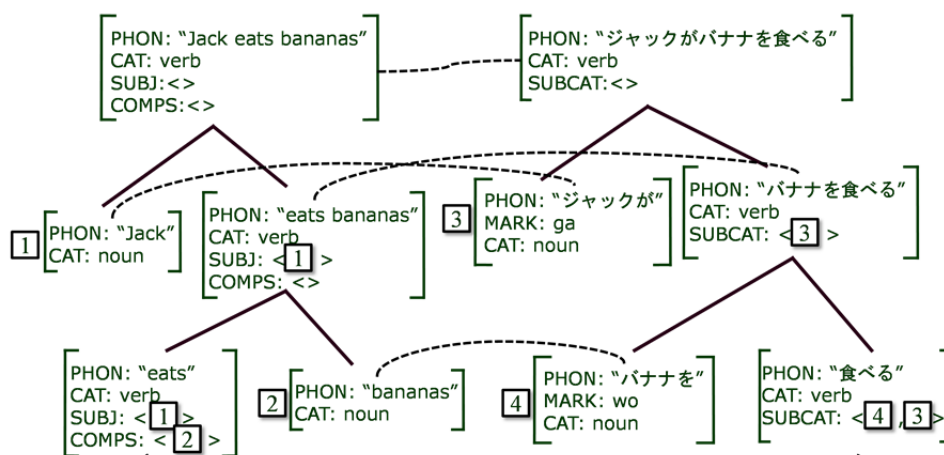 PHON: “Jack eats bananas”
CAT: verb
SUBJ:<>
COMPS:<>
PHON: “ジャックがバナナを食べる”
CAT: verb
SUBCAT:<>
1
PHON: “Jack”
CAT: noun
PHON: “eats bananas”
CAT: verb
SUBJ: < 1 >
COMPS: <>
3
PHON: “ジャックが”
MARK: ga
CAT: noun
PHON: “バナナを食べる”
CAT: verb
SUBCAT: < 3 >
PHON: “eats”
CAT: verb
SUBJ: < 1 >
COMPS: < 2 >
2
PHON: “bananas”
CAT: noun
4
PHON: “バナナを”
MARK: wo
CAT: noun
PHON: “食べる”
CAT: verb
SUBCAT: < 4 , 3 >